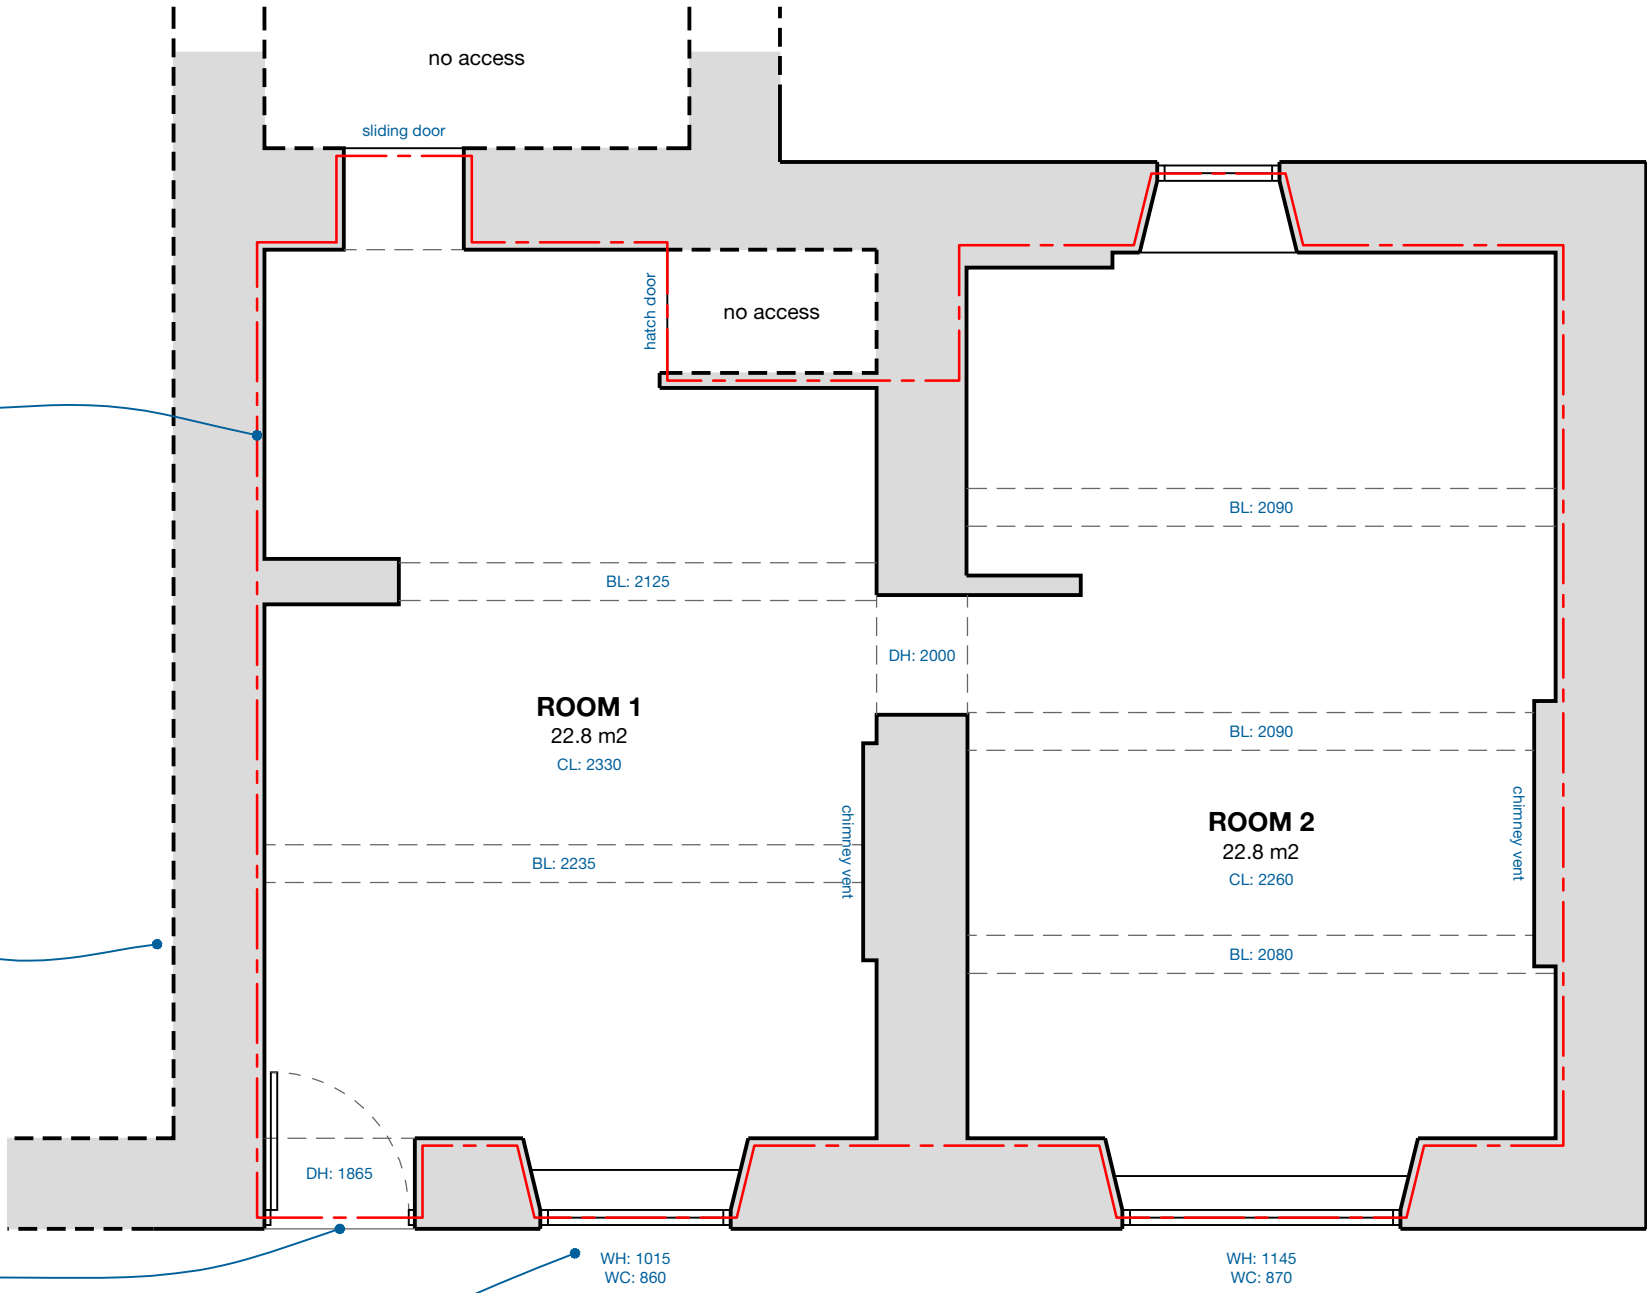 no access
sliding door
hatch door
no access
BL: 2090
BL: 2125
DH: 2000
ROOM 1
22.8 m2
CL: 2330
BL: 2090
chimney vent
chimney vent
ROOM 2
22.8 m2
CL: 2260
BL: 2235
BL: 2080
DH: 1865
WH: 1015
WC: 860
WH: 1145
WC: 870